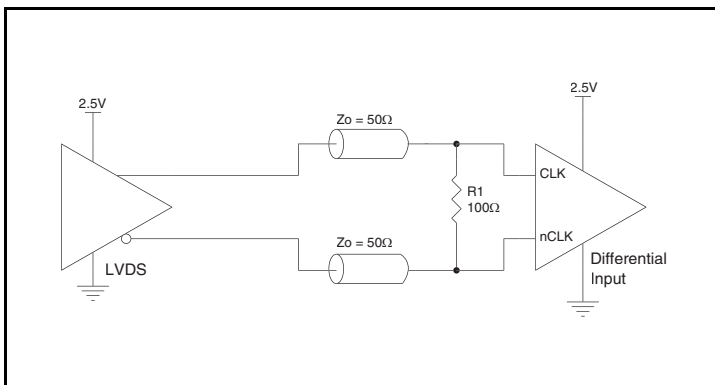 2.5V
2.5V
Zo = 50Ω
CLK
R1
100Ω
nCLK
Zo = 50Ω
LVDS
Differential
Input